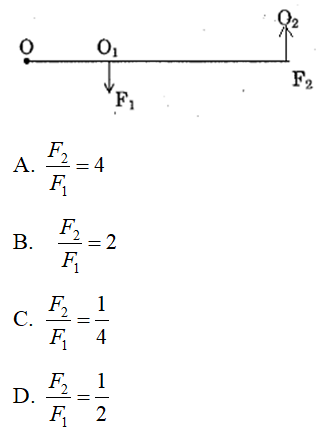 O₂
O O₁
F₂
F₁
A. F₂/F₁ = 4
B. F₂/F₁ = 2
C. F₂/F₁ = 1/4
D. F₂/F₁ = 1/2